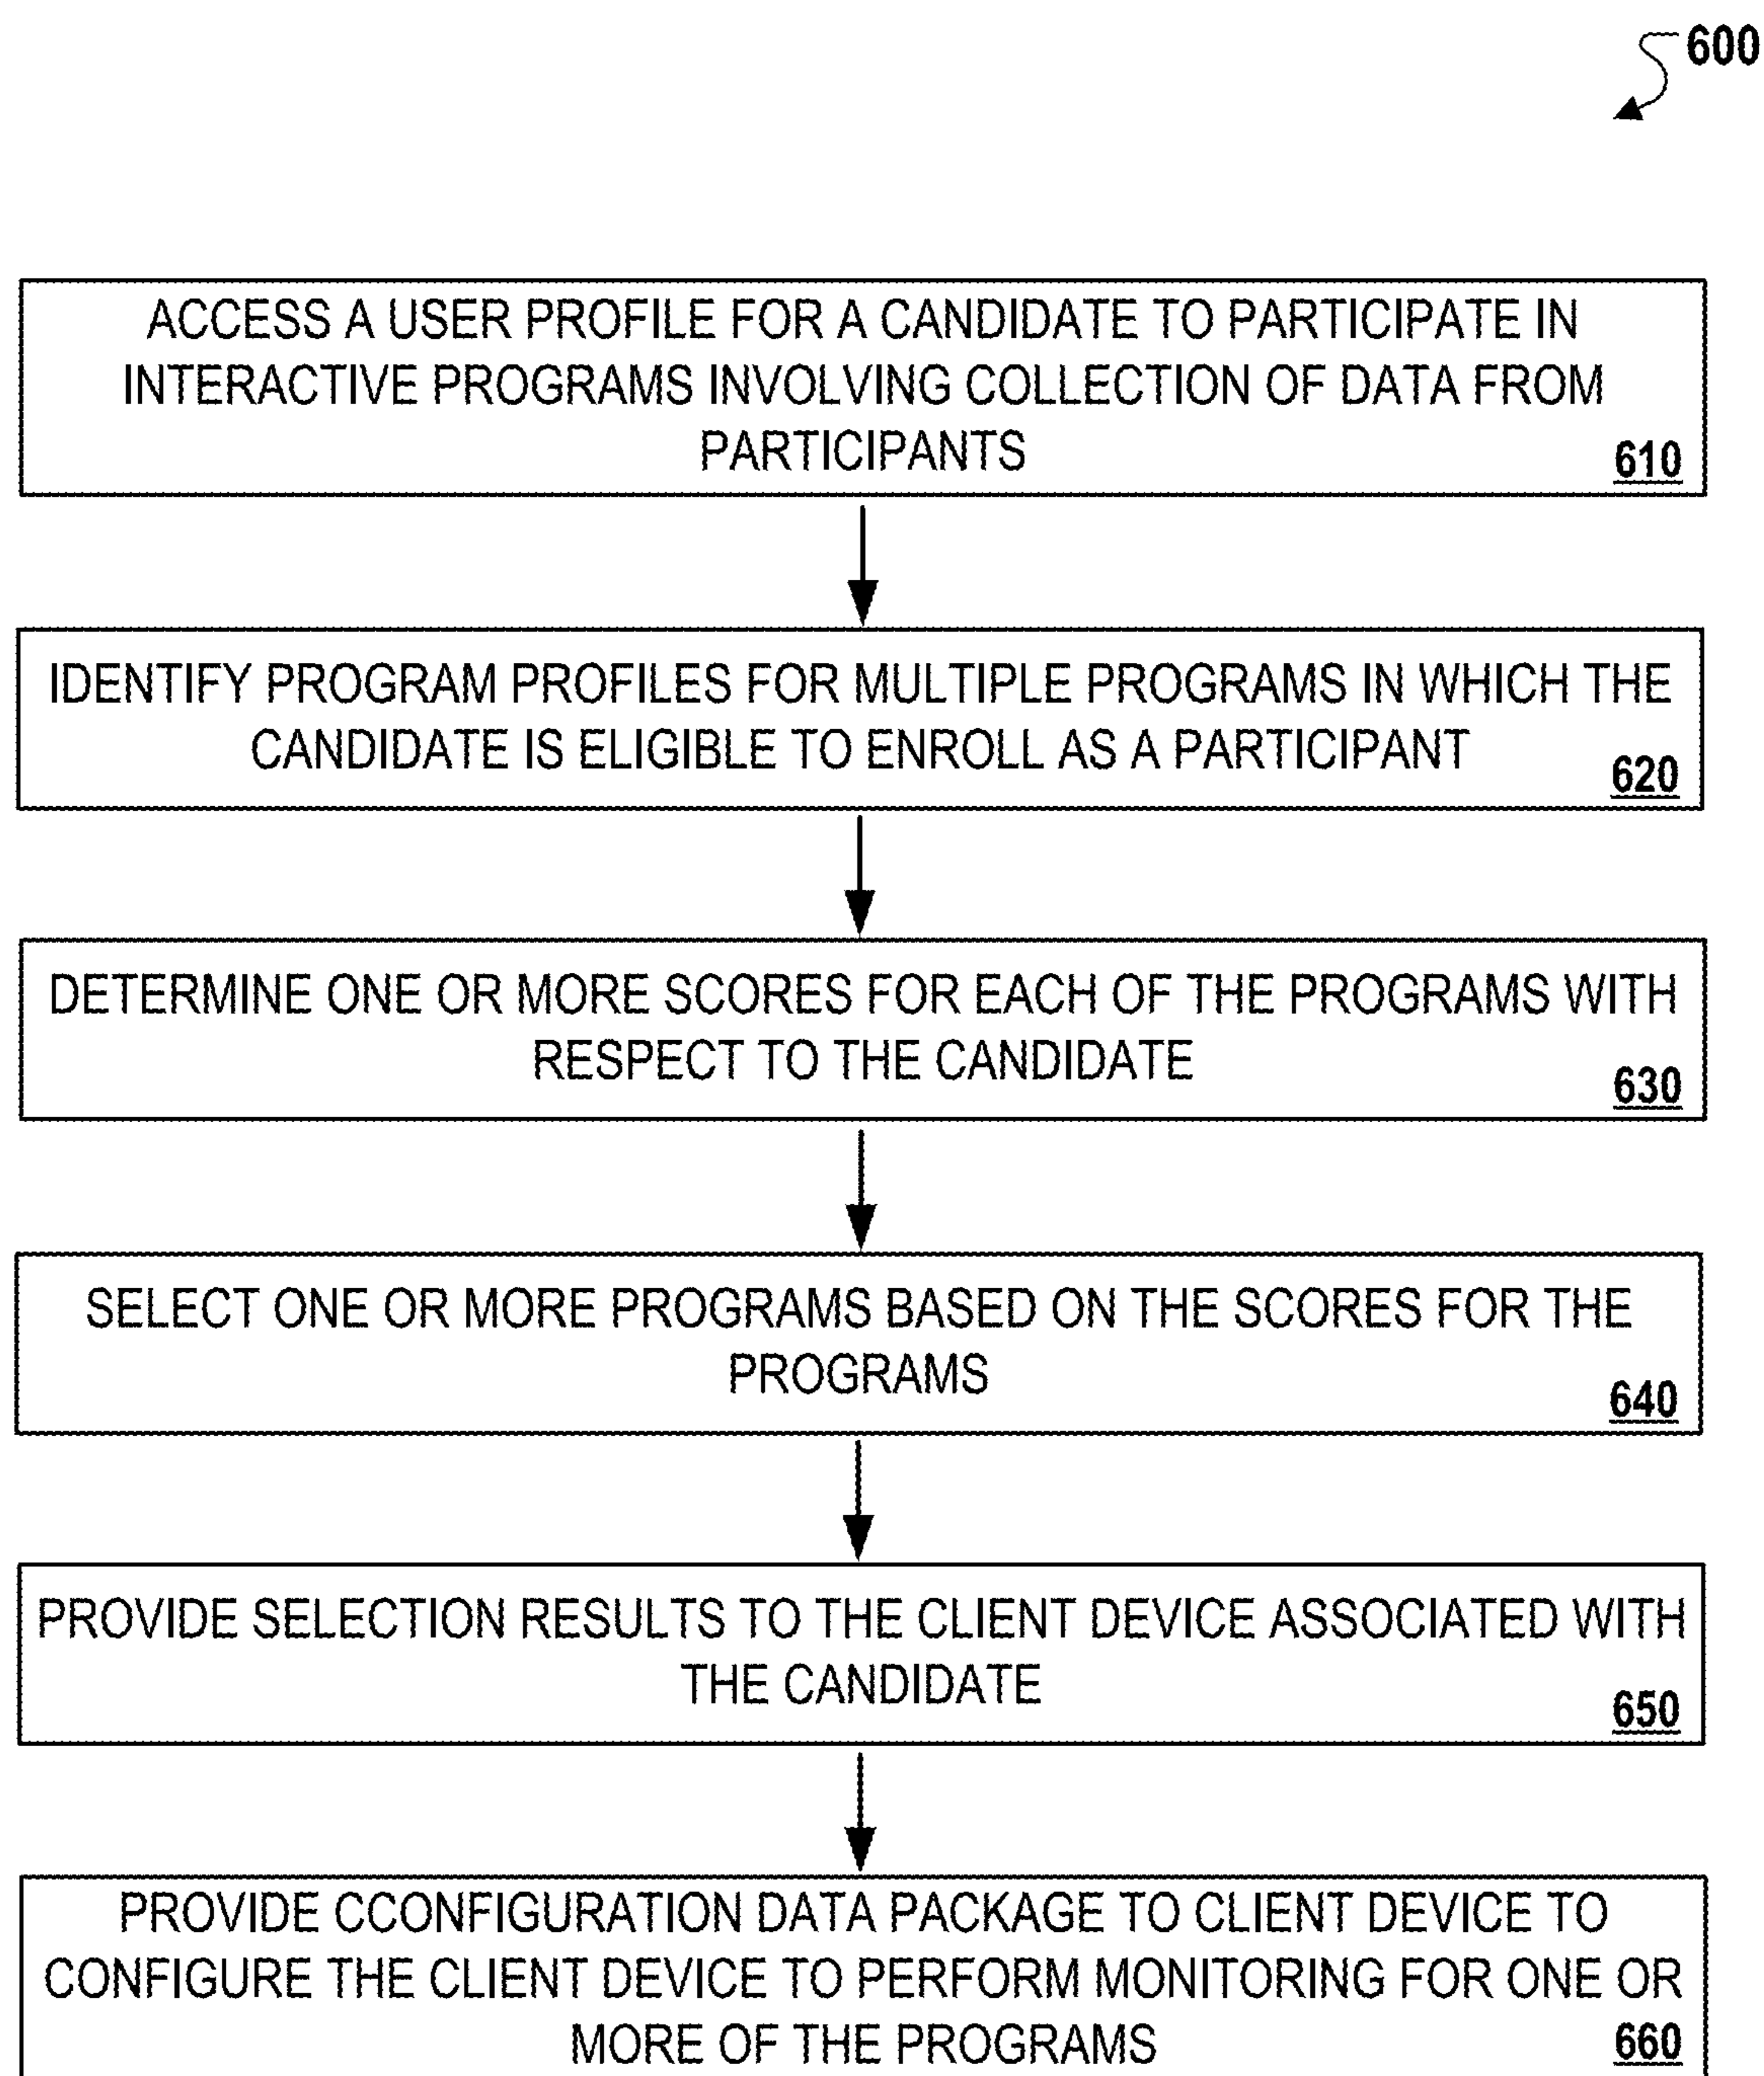 600
ACCESS A USER PROFILE FOR A CANDIDATE TO PARTICIPATE IN
INTERACTIVE PROGRAMS INVOLVING COLLECTION OF DATA FROM
PARTICIPANTS
610
IDENTIFY PROGRAM PROFILES FOR MULTIPLE PROGRAMS IN WHICH THE
CANDIDATE IS ELIGIBLE TO ENROLL AS A PARTICIPANT
620
DETERMINE ONE OR MORE SCORES FOR EACH OF THE PROGRAMS WITH
RESPECT TO THE CANDIDATE
630
SELECT ONE OR MORE PROGRAMS BASED ON THE SCORES FOR THE
PROGRAMS
640
PROVIDE SELECTION RESULTS TO THE CLIENT DEVICE ASSOCIATED WITH
THE CANDIDATE
650
PROVIDE CCONFIGURATION DATA PACKAGE TO CLIENT DEVICE TO
CONFIGURE THE CLIENT DEVICE TO PERFORM MONITORING FOR ONE OR
MORE OF THE PROGRAMS
660